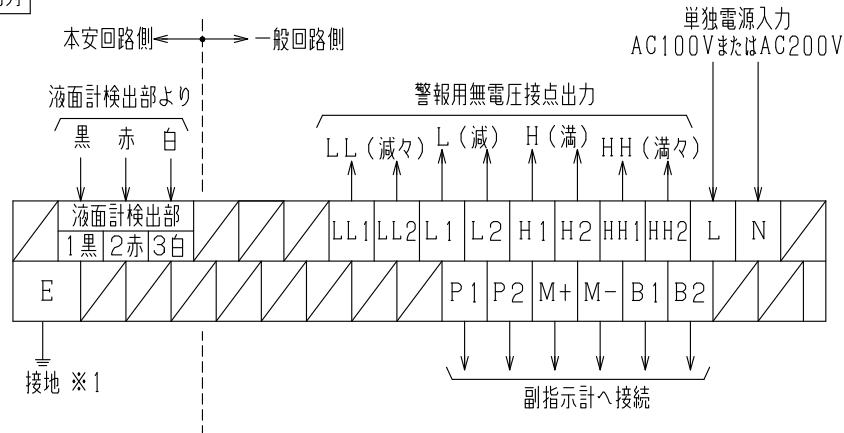 本安回路側
一般回路側
単独電源入力
AC100VまたはAC200V
液面計検出部より
黒 赤 白
警報用無電圧接点出力
LL(減々) L(減) H(満) HH(満々)
液面計検出部
1黒 2赤 3白
LL1 LL2 L1 L2 H1 H2 HH1 HH2 L N
E P1 P2 M+ M- B1 B2
接地 ※1
副指示計へ接続